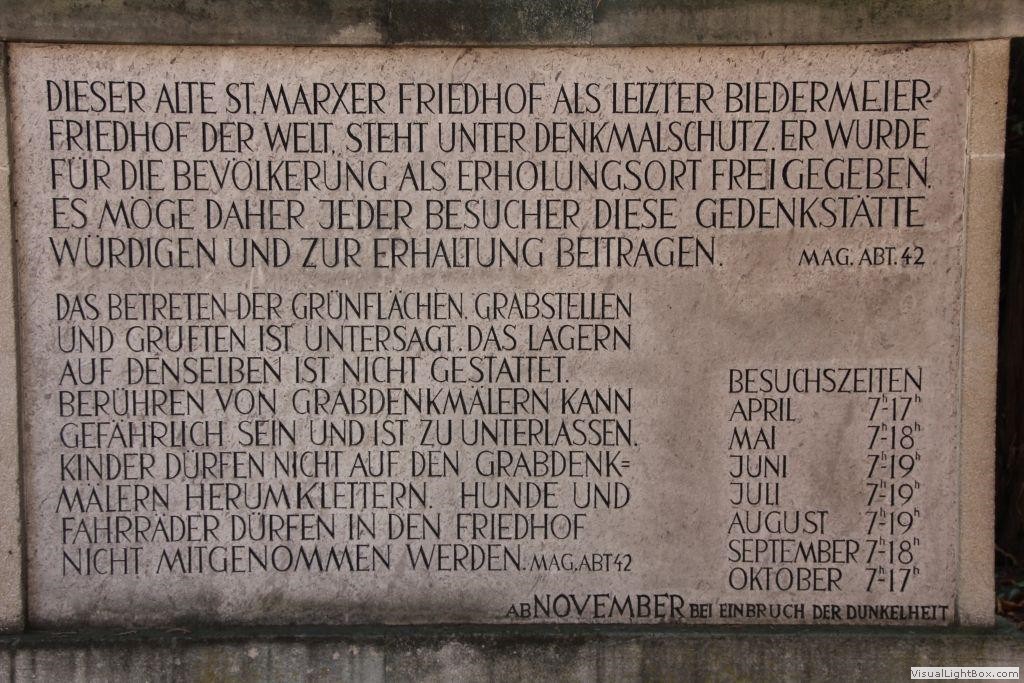 DIESER ALTE ST. MARXER FRIEDHOF ALS LETZTER BIEDERMEIER-
FRIEDHOF DER WELT, STEHT UNTER DENKMALSCHUTZ. ER WURDE
FÜR DIE BEVÖLKERUNG ALS ERHOLUNGSORT FREIGEGEBEN.
ES MÖGE DAHER JEDER BESUCHER DIESE GEDENKSTÄTTE
WÜRDIGEN UND ZUR ERHALTUNG BEITRAGEN. MAG. ABT. 42
DAS BETRETEN DER GRÜNFLÄCHEN, GRABSTELLEN
UND GRUFTEN IST UNTERSAGT. DAS LAGERN
AUF DENSELBEN IST NICHT GESTATTET.
BERÜHREN VON GRABDENKMÄLERN KANN
GEFÄHRLICH SEIN UND IST ZU UNTERLASSEN.
KINDER DÜRFEN NICHT AUF DEN GRABDENK=
MÄLERN HERUMKLETTERN. HUNDE UND
FAHRRÄDER DÜRFEN IN DEN FRIEDHOF
NICHT MITGENOMMEN WERDEN. MAG. ABT 42
BESUCHSZEITEN
APRIL 7h-17h
MAI 7h-18h
JUNI 7h-19h
JULI 7h-19h
AUGUST 7h-19h
SEPTEMBER 7h-18h
OKTOBER 7h-17h
AB NOVEMBER BEI EINBRUCH DER DUNKELHEIT
VisualLightBox.com